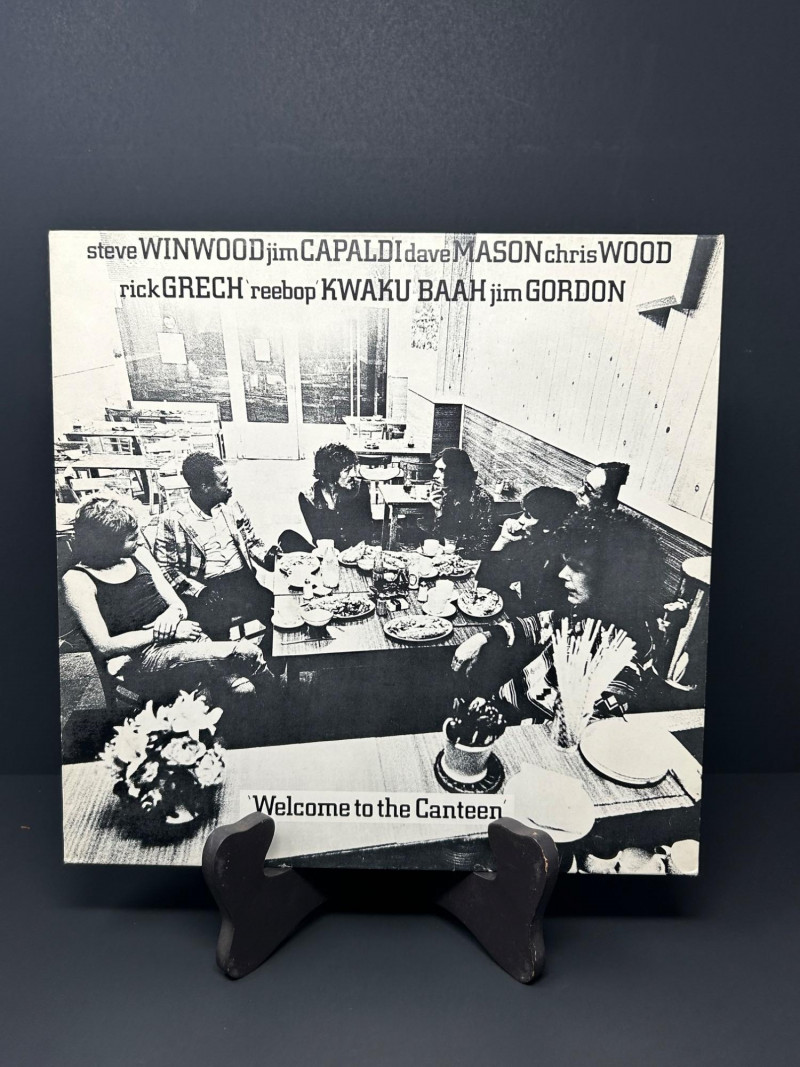 steve WINWOOD jim CAPALDI dave MASON chris WOOD
rick GRECH 'reebop' KWAKU BAAH jim GORDON
'Welcome to the Canteen'